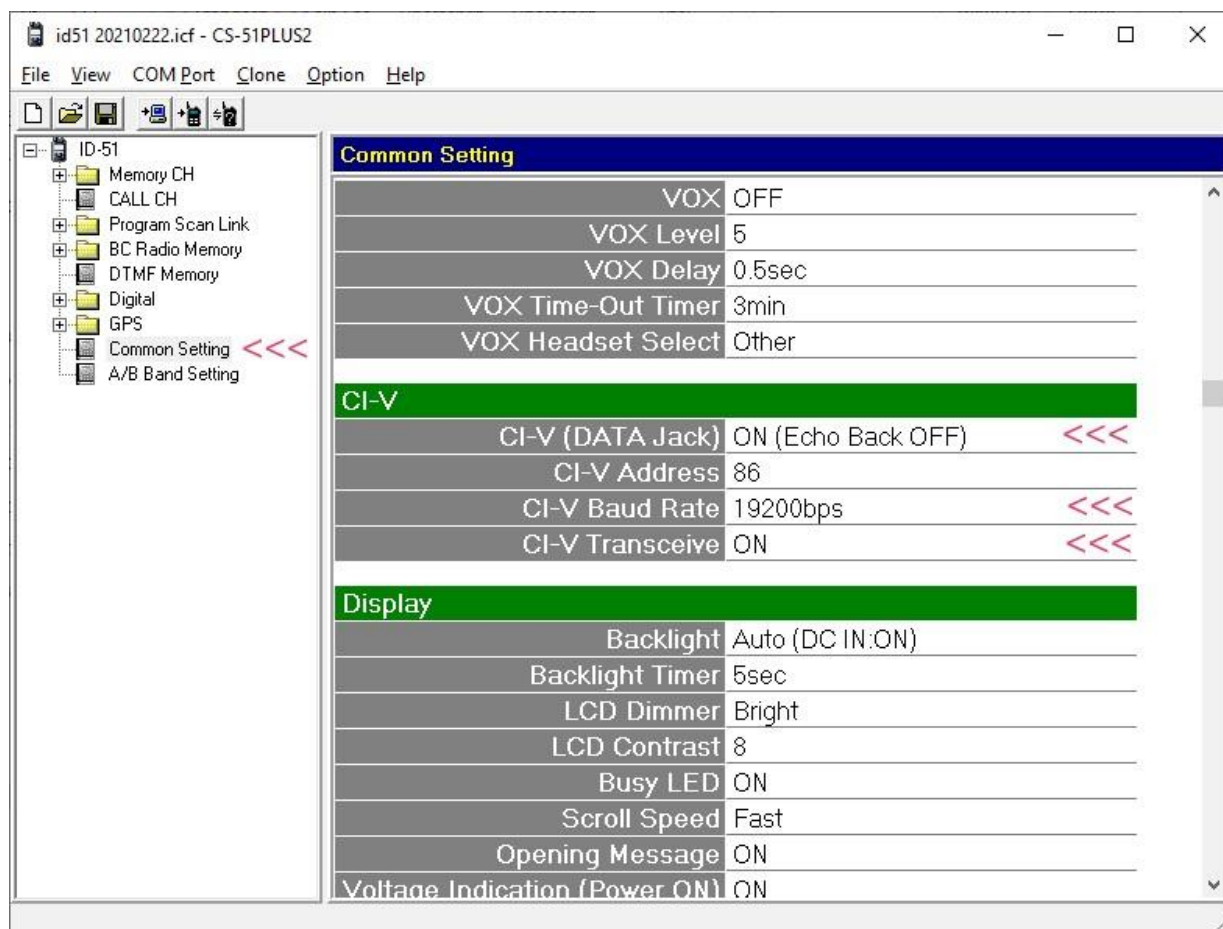 id51 20210222.icf - CS-51PLUS2
File View COM Port Clone Option Help
ID-51
Memory CH
CALL CH
Program Scan Link
BC Radio Memory
DTMF Memory
Digital
GPS
Common Setting <<<
A/B Band Setting
Common Setting
VOX OFF
VOX Level 5
VOX Delay 0.5sec
VOX Time-Out Timer 3min
VOX Headset Select Other
CI-V
CI-V (DATA Jack) ON (Echo Back OFF) <<<
CI-V Address 86
CI-V Baud Rate 19200bps <<<
CI-V Transceive ON <<<
Display
Backlight Auto (DC IN:ON)
Backlight Timer 5sec
LCD Dimmer Bright
LCD Contrast 8
Busy LED ON
Scroll Speed Fast
Opening Message ON
Voltage Indication (Power ON) ON